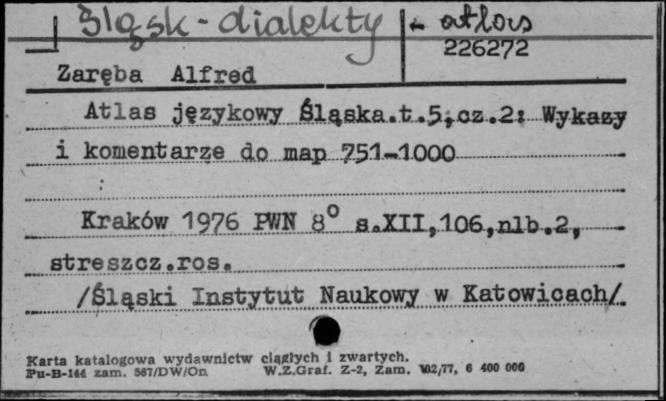 Śląsk - dialekty - atlas
226272
Zaręba Alfred
Atlas językowy Śląska.t.5,cz.2: Wykazy
i komentarze do map 751-1000
Kraków 1976 PWN 8° s.XII,106,nlb.2,
streszcz.ros.
/Śląski Instytut Naukowy w Katowicach/.
Karta katalogowa wydawnictw ciągłych i zwartych.
Pu-B-144 zam. 567/DW/On W.Z.Graf. Z-2, Zam. 102/77, 6 400 000